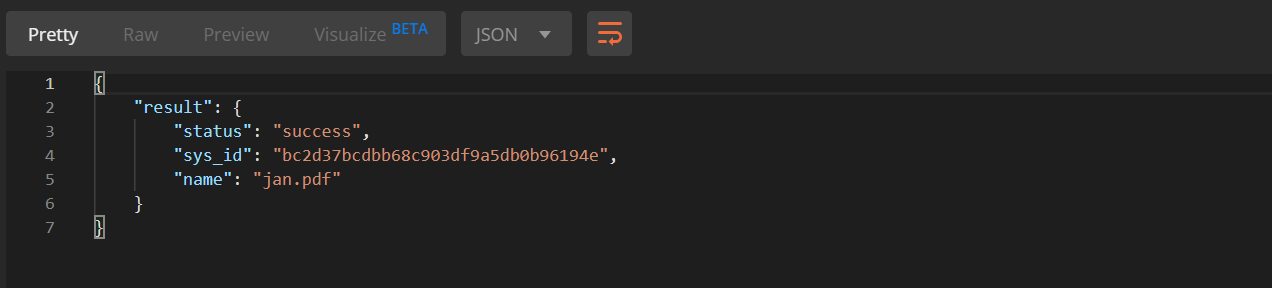 Pretty Raw Preview Visualize BETA JSON
1 {
2 "result": {
3 "status": "success",
4 "sys_id": "bc2d37bcdbb68c903df9a5db0b96194e",
5 "name": "jan.pdf"
6 }
7 }